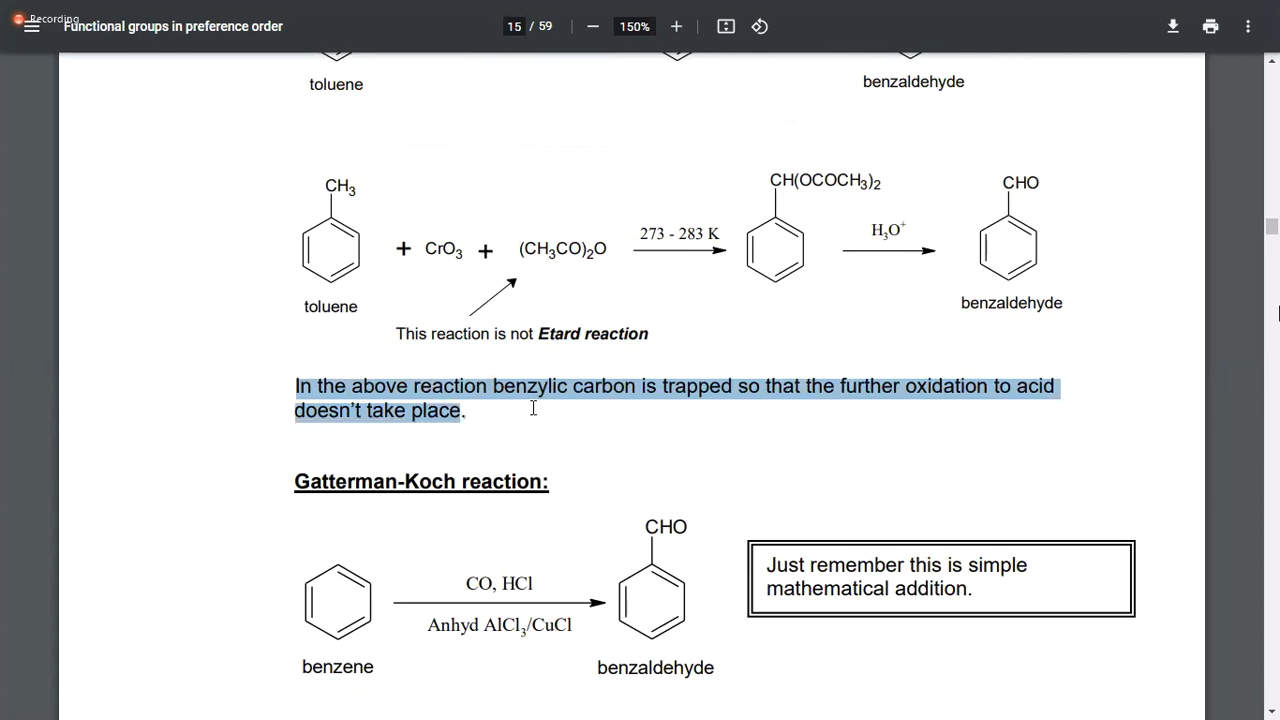 Recording
Functional groups in preference order
15 / 59
150%
toluene
benzaldehyde
CH3
CH(OCOCH3)2
CHO
+ CrO3 + (CH3CO)2O
273 - 283 K
H3O+
toluene
benzaldehyde
This reaction is not Etard reaction
In the above reaction benzylic carbon is trapped so that the further oxidation to acid
doesn’t take place.
Gatterman-Koch reaction:
CHO
CO, HCl
Anhyd AlCl3/CuCl
Just remember this is simple
mathematical addition.
benzene
benzaldehyde